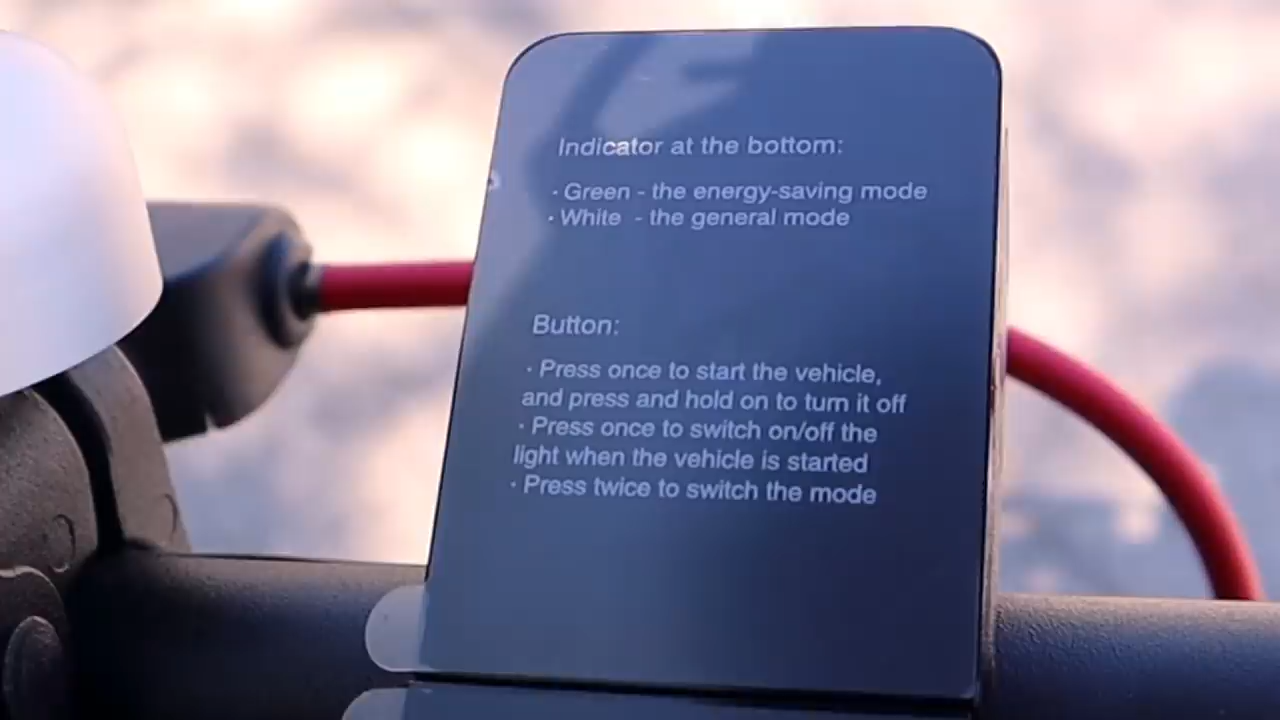 Indicator at the bottom:
· Green - the energy-saving mode
· White - the general mode
Button:
· Press once to start the vehicle,
and press and hold on to turn it off
· Press once to switch on/off the
light when the vehicle is started
· Press twice to switch the mode